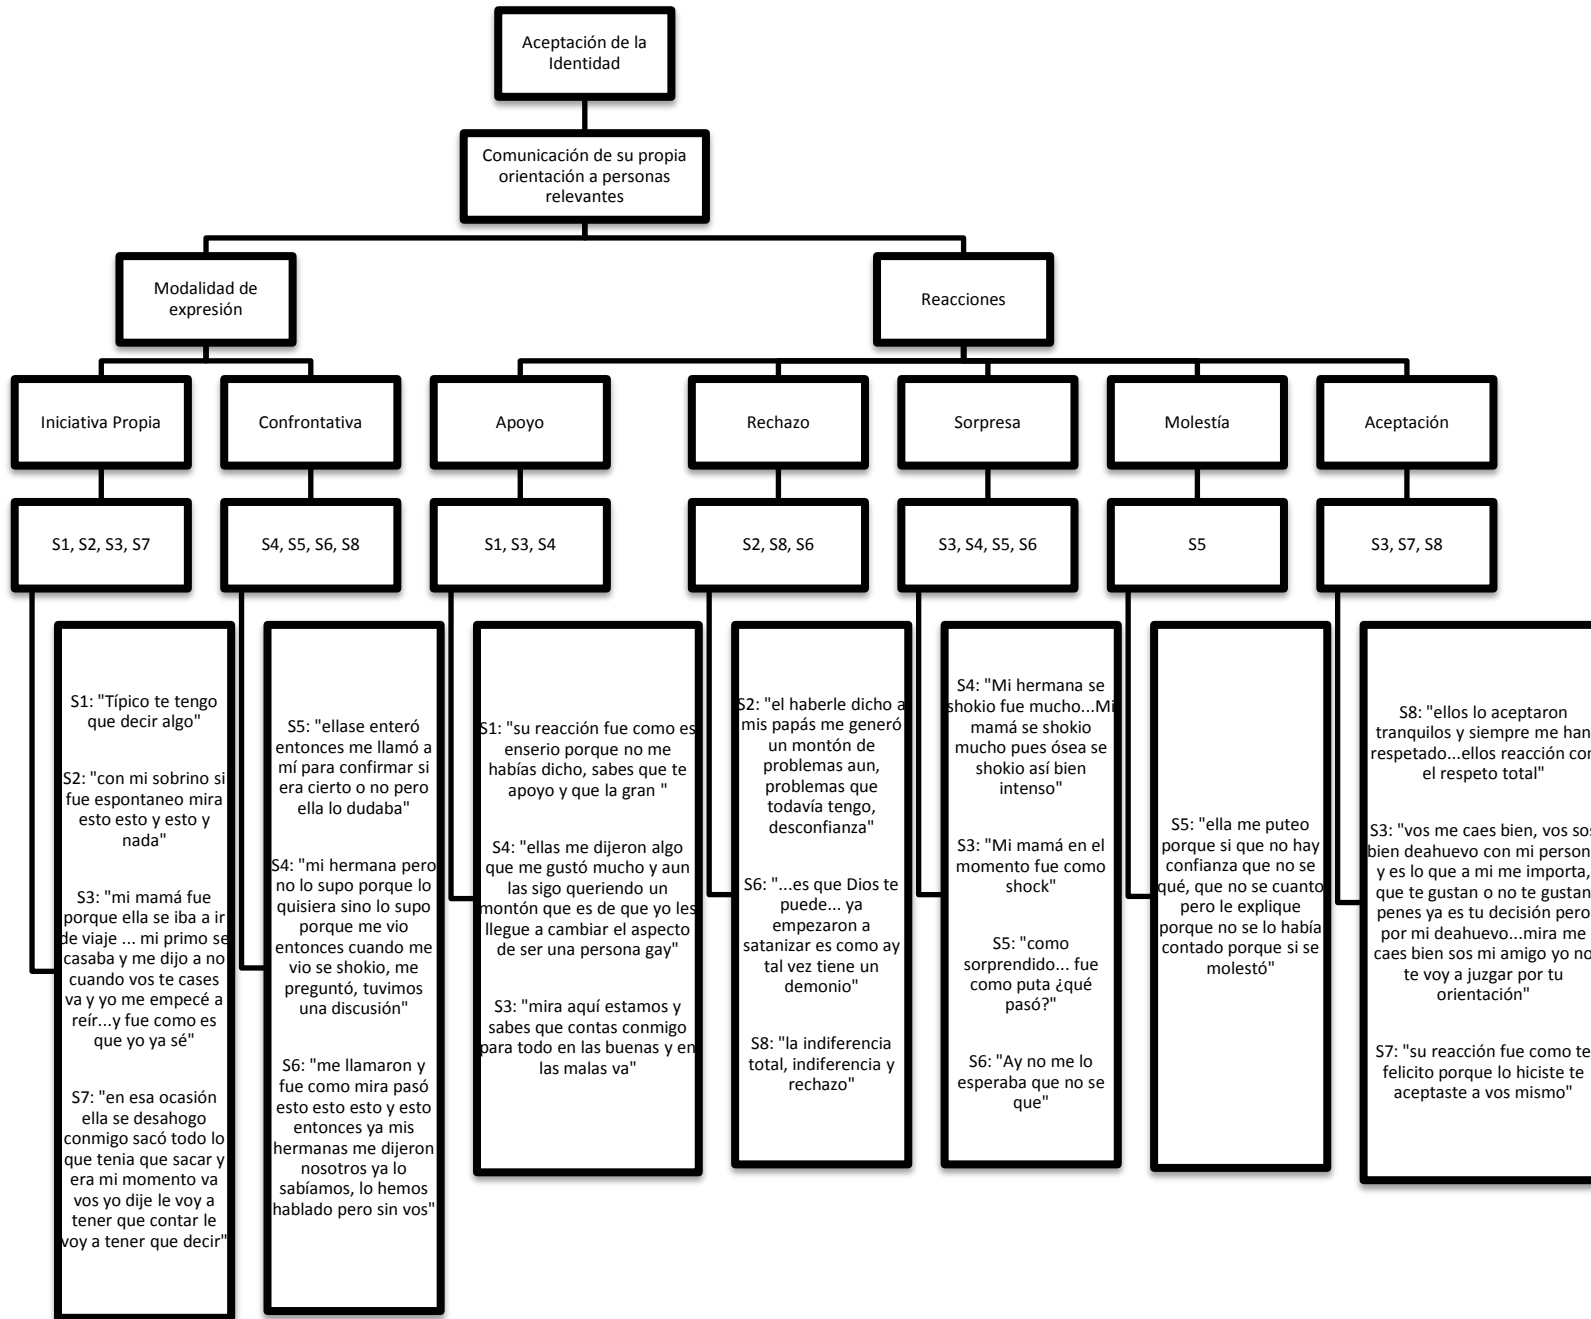 Aceptación de la
Identidad
Comunicación de su propia
orientación a personas
relevantes
Modalidad de
expresión
Reacciones
Iniciativa Propia
Confrontativa
Apoyo
Rechazo
Sorpresa
Molestía
Aceptación
S1, S2, S3, S7
S4, S5, S6, S8
S1, S3, S4
S2, S8, S6
S3, S4, S5, S6
S5
S3, S7, S8
S1: "Típico te tengo
que decir algo"
S2: "con mi sobrino si
fue espontaneo mira
esto esto y esto y
nada"
S3: "mi mamá fue
porque ella se iba a ir
de viaje ... mi primo se
casaba y me dijo a no
cuando vos te cases
va y yo me empecé a
reír...y fue como es
que yo ya sé"
S7: "en esa ocasión
ella se desahogo
conmigo sacó todo lo
que tenia que sacar y
era mi momento va
vos yo dije le voy a
tener que contar le
voy a tener que decir"
S5: "ellase enteró
entonces me llamó a
mí para confirmar si
era cierto o no pero
ella lo dudaba"
S4: "mi hermana pero
no lo supo porque lo
quisiera sino lo supo
porque me vio
entonces cuando me
vio se shokio, me
preguntó, tuvimos
una discusión"
S6: "me llamaron y
fue como mira pasó
esto esto esto y esto
entonces ya mis
hermanas me dijeron
nosotros ya lo
sabíamos, lo hemos
hablado pero sin vos"
S1: "su reacción fue como es
enserio porque no me
habías dicho, sabes que te
apoyo y que la gran "
S4: "ellas me dijeron algo
que me gustó mucho y aun
las sigo queriendo un
montón que es de que yo les
llegue a cambiar el aspecto
de ser una persona gay"
S3: "mira aquí estamos y
sabes que contas conmigo
para todo en las buenas y en
las malas va"
S2: "el haberle dicho a
mis papás me generó
un montón de
problemas aun,
problemas que
todavía tengo,
desconfianza"
S6: "...es que Dios te
puede... ya
empezaron a
satanizar es como ay
tal vez tiene un
demonio"
S8: "la indiferencia
total, indiferencia y
rechazo"
S4: "Mi hermana se
shokio fue mucho...Mi
mamá se shokio
mucho pues ósea se
shokio así bien
intenso"
S3: "Mi mamá en el
momento fue como
shock"
S5: "como
sorprendido... fue
como puta ¿qué
pasó?"
S6: "Ay no me lo
esperaba que no se
que"
S5: "ella me puteo
porque si que no hay
confianza que no se
qué, que no se cuanto
pero le explique
porque no se lo había
contado porque si se
molestó"
S8: "ellos lo aceptaron
tranquilos y siempre me han
respetado...ellos reacción con
el respeto total"
S3: "vos me caes bien, vos sos
bien deahuevo con mi persona
y es lo que a mi me importa,
que te gustan o no te gustan
penes ya es tu decisión pero
por mi deahuevo...mira me
caes bien sos mi amigo yo no
te voy a juzgar por tu
orientación"
S7: "su reacción fue como te
felicito porque lo hiciste te
aceptaste a vos mismo"